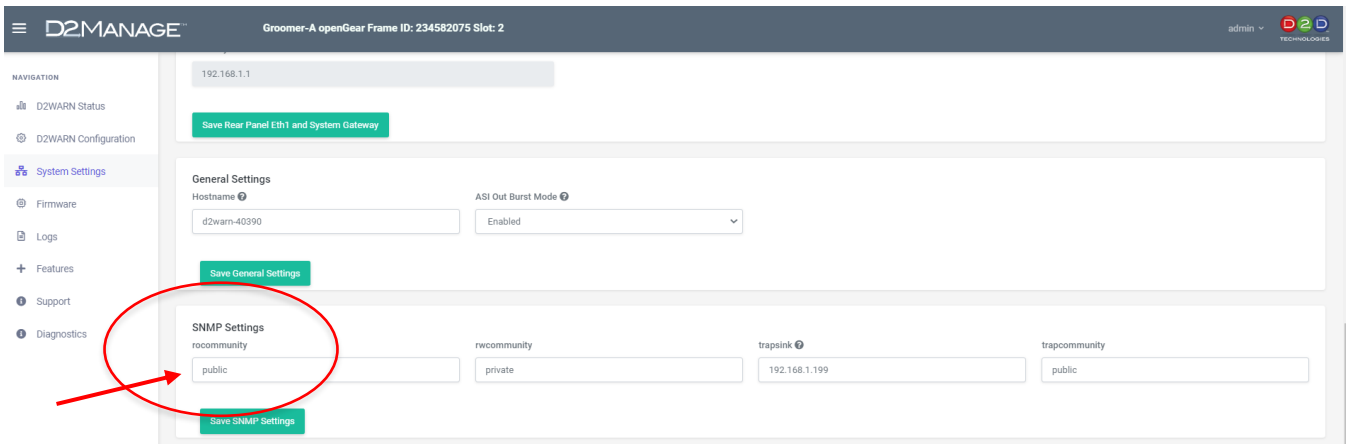 D2MANAGE™ Groomer-A openGear Frame ID: 234582075 Slot: 2 admin D2D
TECHNOLOGIES
NAVIGATION
192.168.1.1
D2WARN Status
Save Rear Panel Eth1 and System Gateway
D2WARN Configuration
System Settings
General Settings
Hostname ASI Out Burst Mode
Firmware
d2warn-40390 Enabled
Logs
Features
Save General Settings
Support
SNMP Settings
Diagnostics
rocommunity rwcommunity trapsink trapcommunity
public private 192.168.1.199 public
Save SNMP Settings